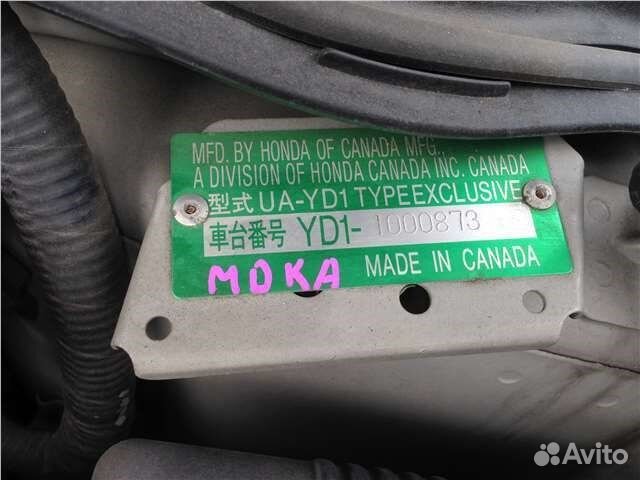 MFD. BY HONDA OF CANADA MFG.
A DIVISION OF HONDA CANADA INC. CANADA
型式 UA-YD1 TYPE EXCLUSIVE
車台番号 YD1-1000873
MOKA MADE IN CANADA
Avito